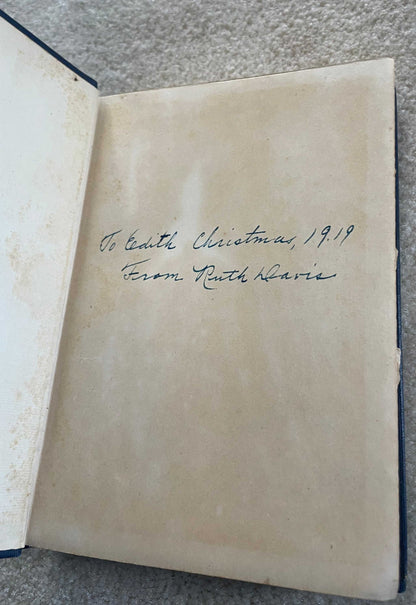 To Edith Christmas, 1919
From Ruth Davis